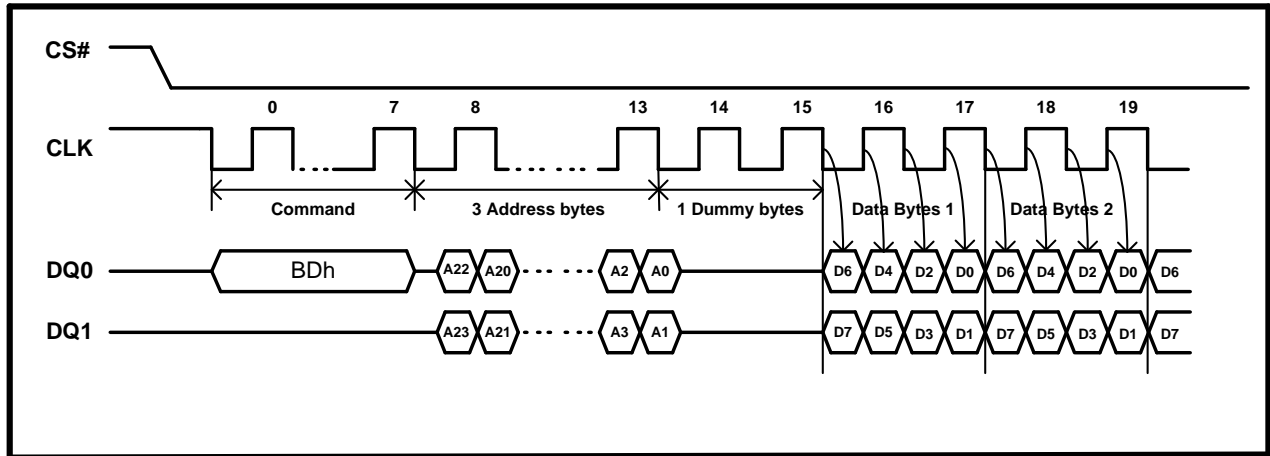 CS#
0 7 8 13 14 15 16 17 18 19
CLK
Command 3 Address bytes 1 Dummy bytes Data Bytes 1 Data Bytes 2
DQ0 BDh A22 A20 A2 A0 D6 D4 D2 D0 D6 D4 D2 D0 D6
DQ1 A23 A21 A3 A1 D7 D5 D3 D1 D7 D5 D3 D1 D7